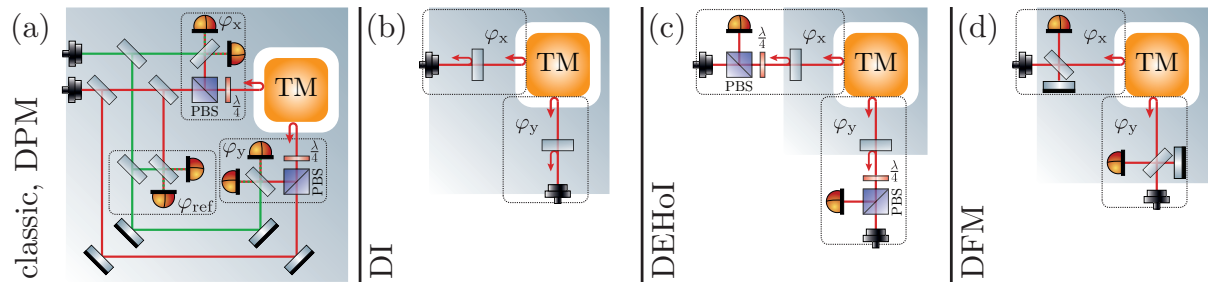 (a)
classic, DPM
φx
TM
PBS
λ/4
φy
λ/4
PBS
φref
(b)
DI
φx
TM
φy
(c)
DEHoI
φx
λ/4
PBS
TM
φy
λ/4
PBS
(d)
DFM
φx
TM
φy